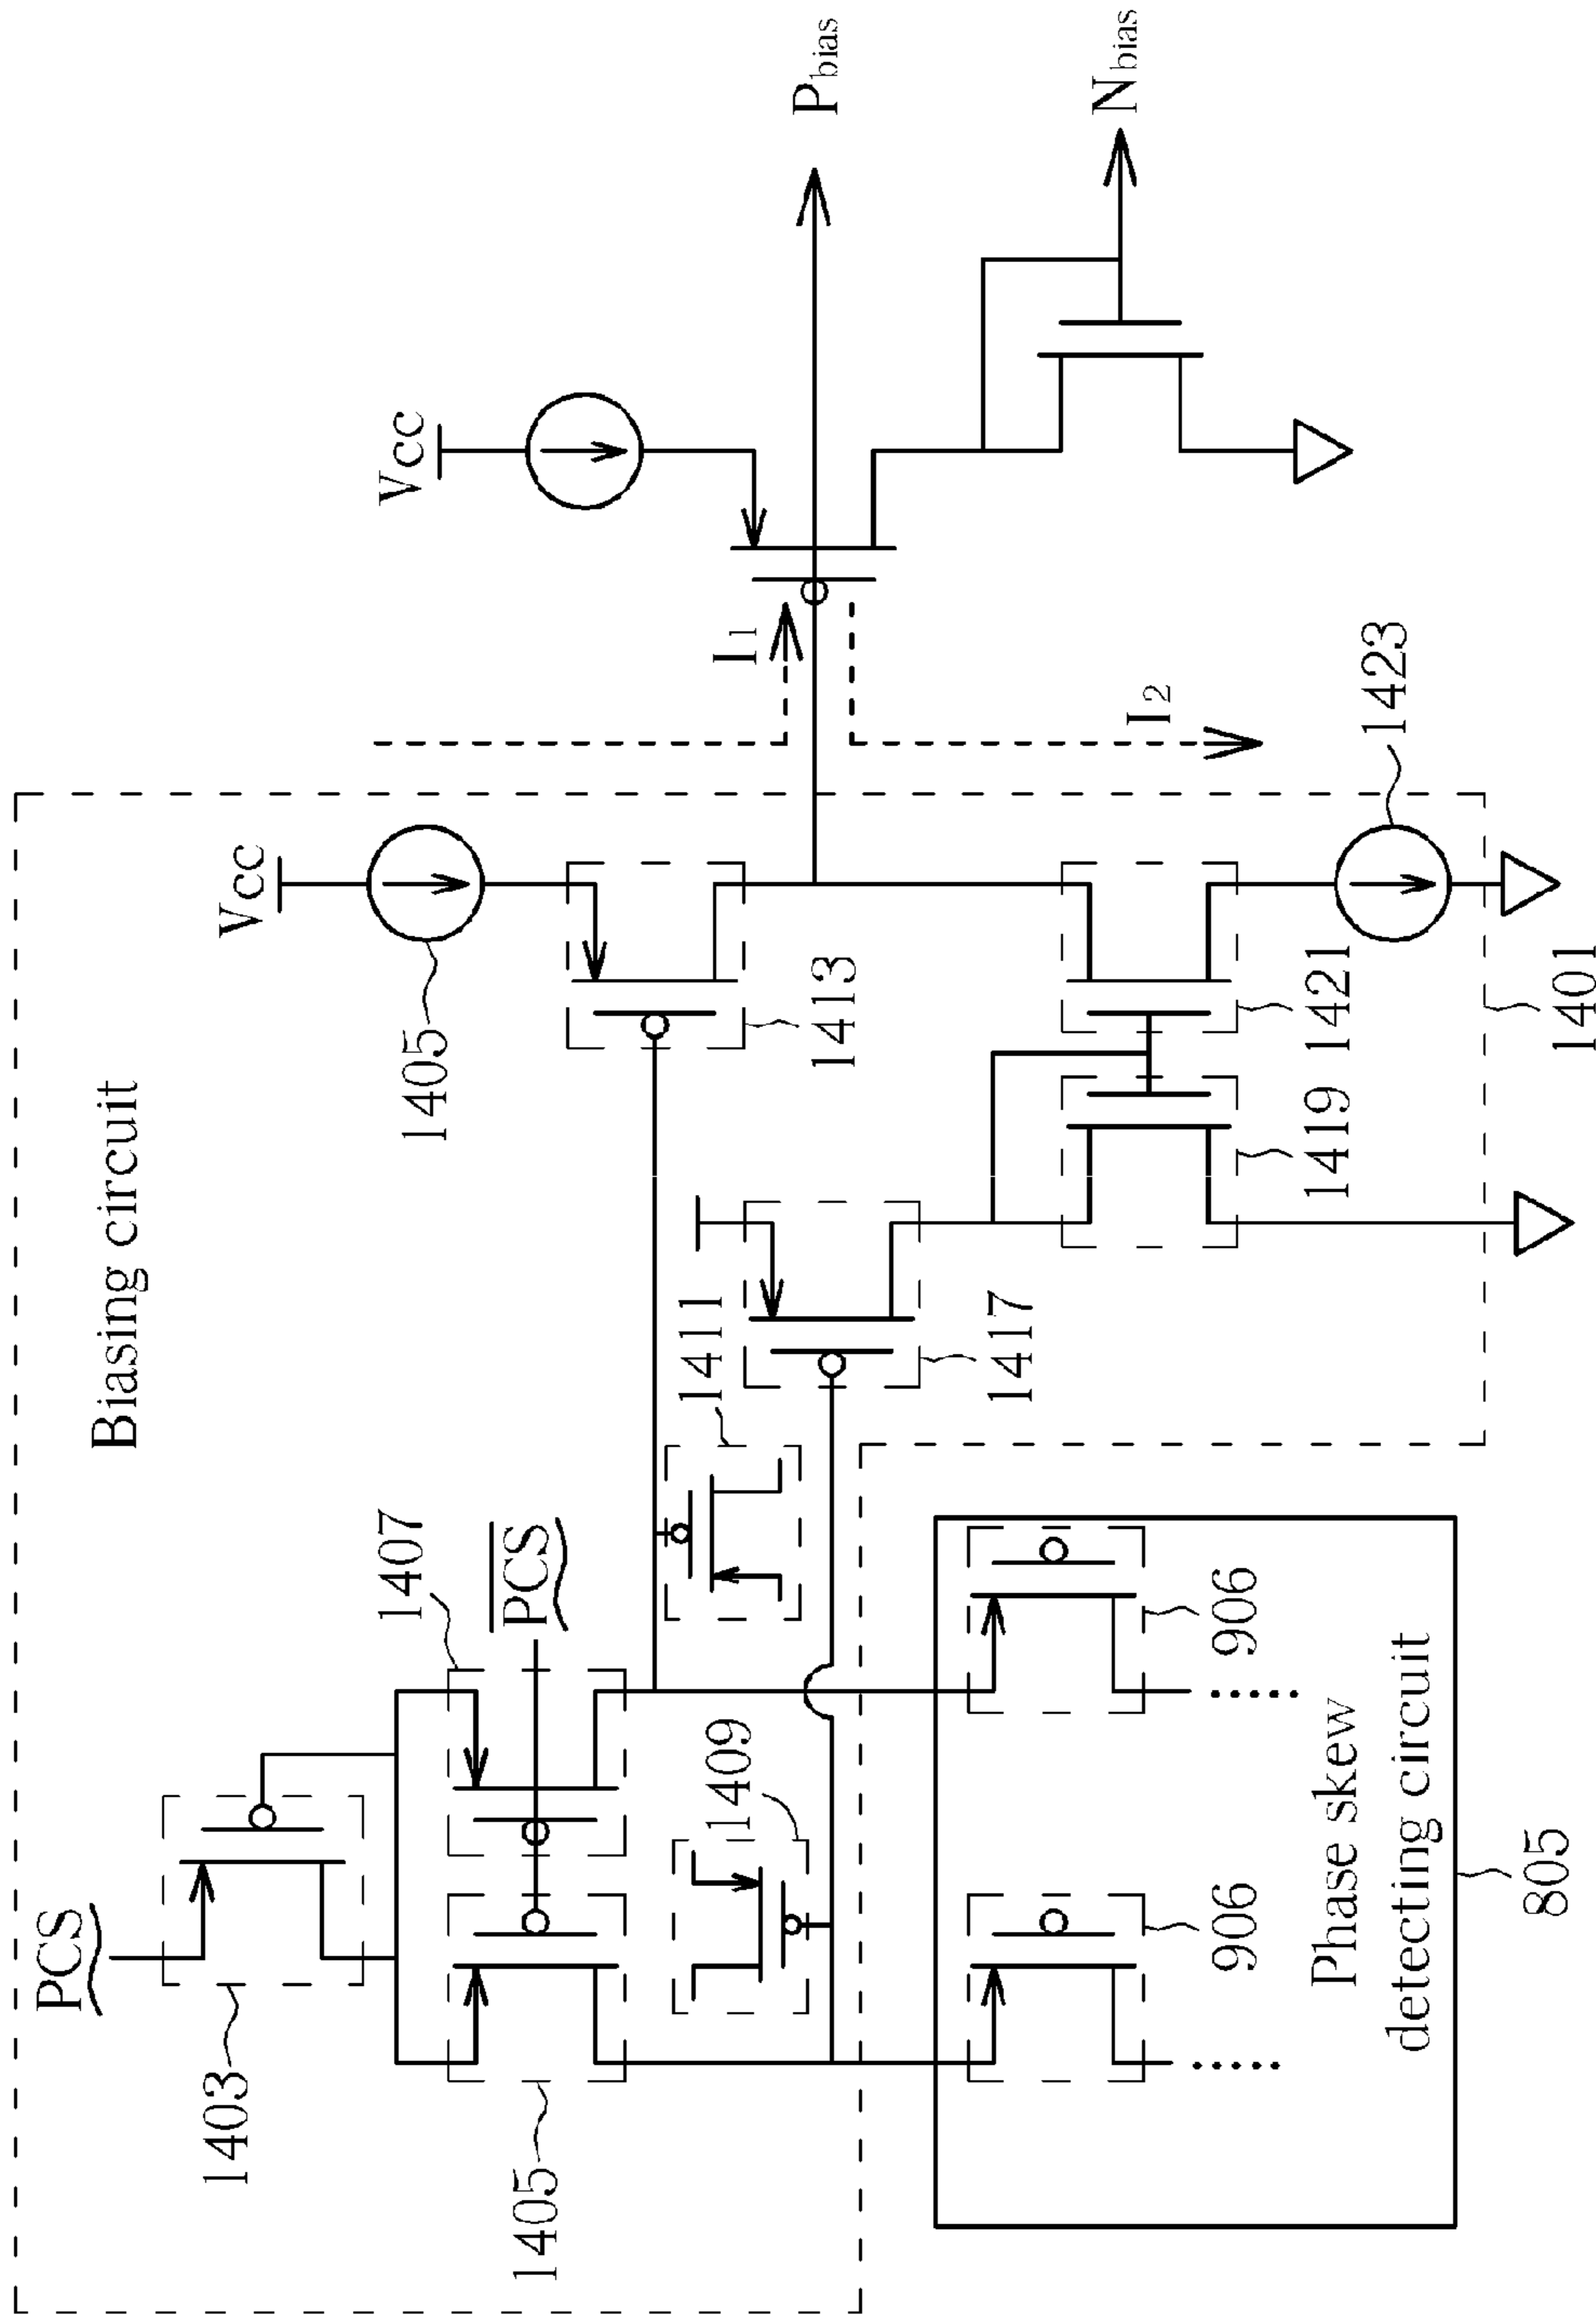 Biasing circuit
PCS
1403
1405
1407
PCS
1409
1411
1405
Vcc
1413
1417
1419
1421
1423
1401
I1
I2
Vcc
Pbias
Nbias
906
906
Phase skew
detecting circuit
805